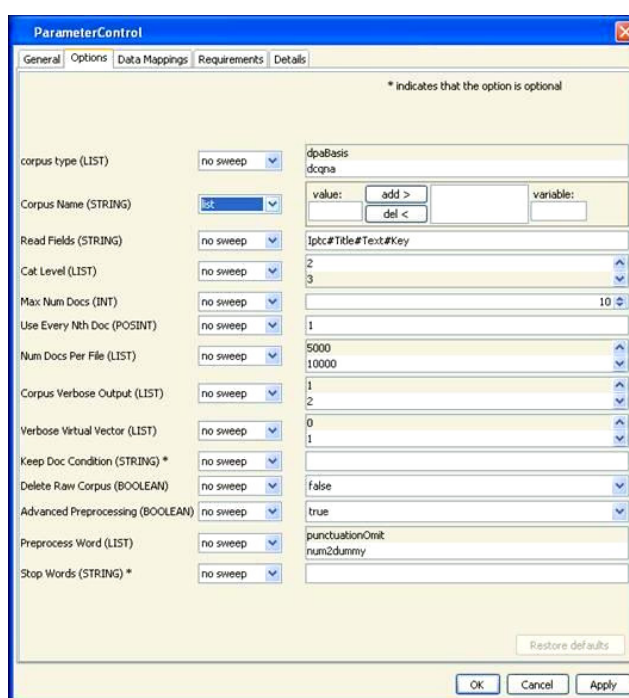 ParameterControl
General Options Data Mappings Requirements Details
* indicates that the option is optional
corpus type (LIST) no sweep dpaBasis
dcqna
Corpus Name (STRING) list value: add > variable:
del <
Read Fields (STRING) no sweep Iptc#Title#Text#Key
Cat Level (LIST) no sweep 2
3
Max Num Docs (INT) no sweep 10
Use Every Nth Doc (POSINT) no sweep 1
Num Docs Per File (LIST) no sweep 5000
10000
Corpus Verbose Output (LIST) no sweep 1
2
Verbose Virtual Vector (LIST) no sweep 0
1
Keep Doc Condition (STRING) * no sweep
Delete Raw Corpus (BOOLEAN) no sweep false
Advanced Preprocessing (BOOLEAN) no sweep true
Preprocess Word (LIST) no sweep punctuationOmit
num2dummy
Stop Words (STRING) * no sweep
Restore defaults
OK Cancel Apply